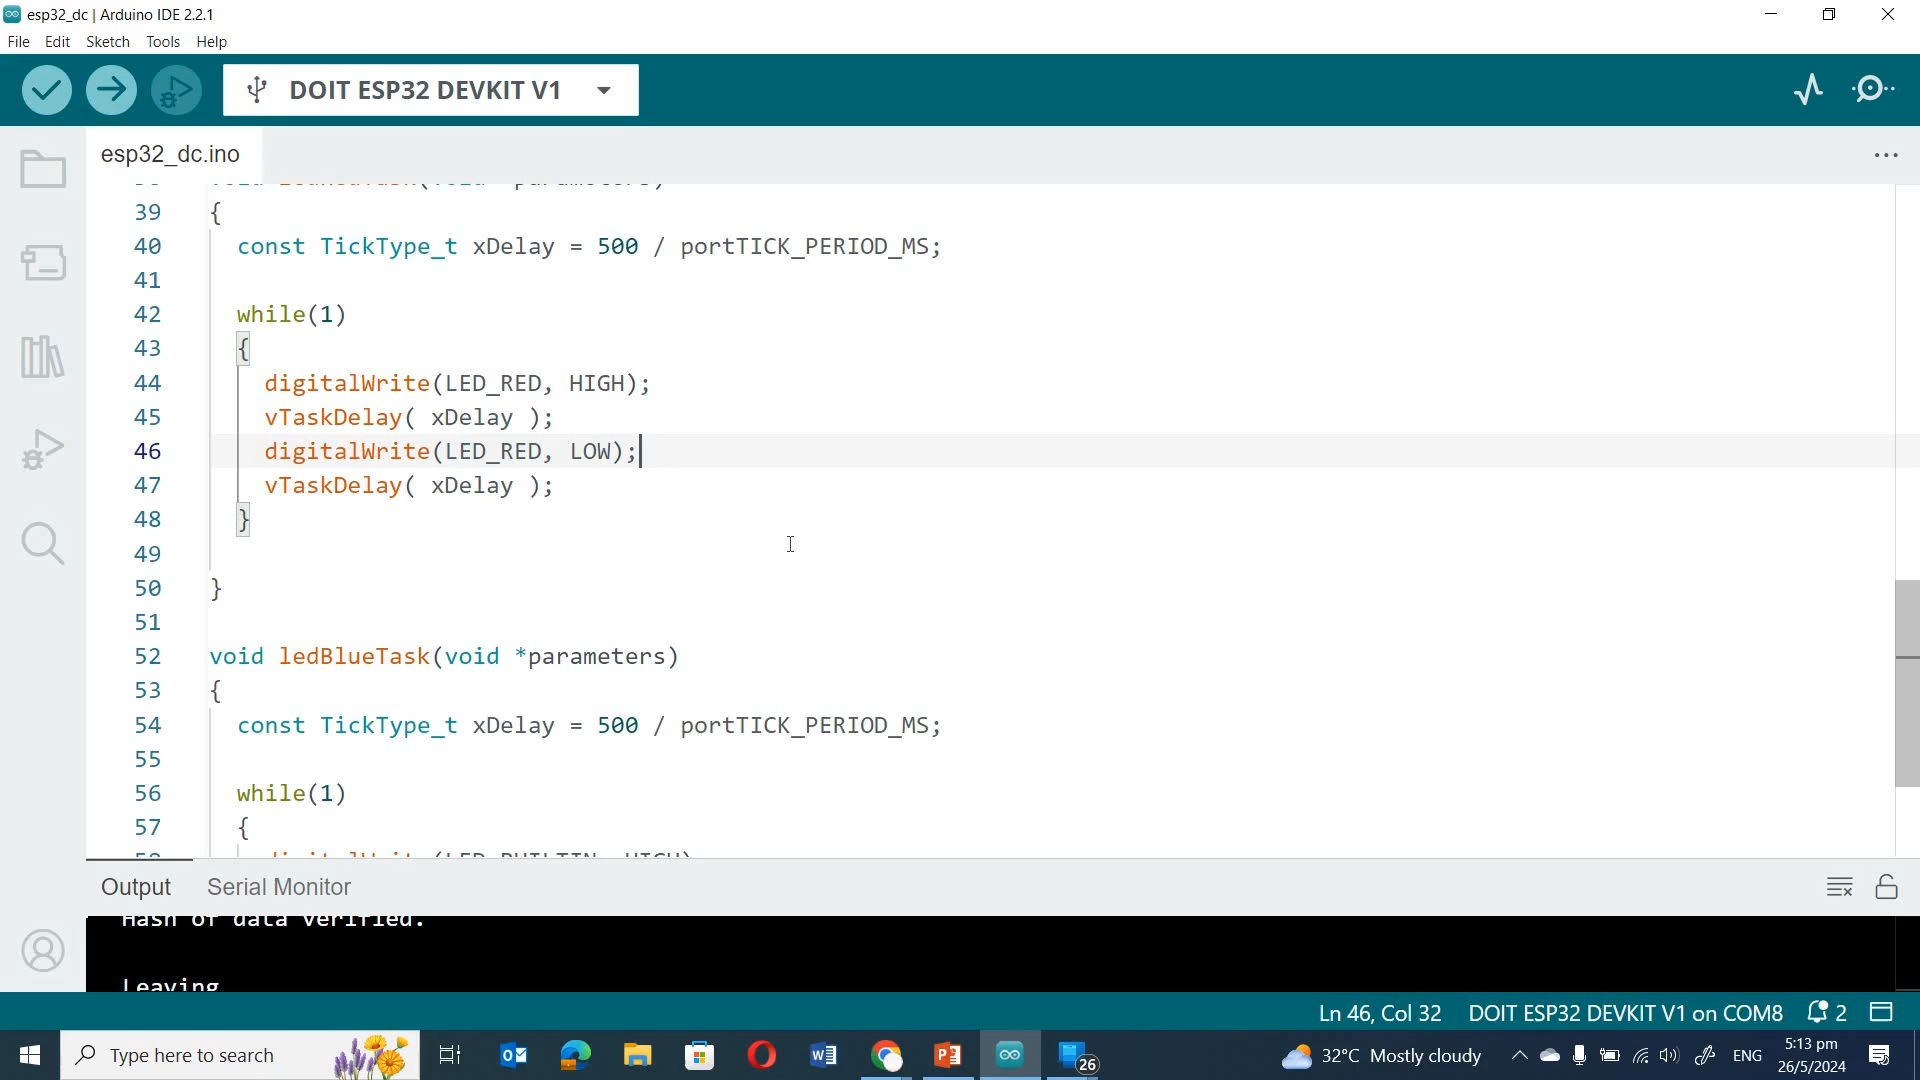 esp32_dc | Arduino IDE 2.2.1
File Edit Sketch Tools Help
DOIT ESP32 DEVKIT V1
esp32_dc.ino
39 {
40 const TickType_t xDelay = 500 / portTICK_PERIOD_MS;
41
42 while(1)
43 {
44 digitalWrite(LED_RED, HIGH);
45 vTaskDelay( xDelay );
46 digitalWrite(LED_RED, LOW);
47 vTaskDelay( xDelay );
48 }
49
50 }
51
52 void ledBlueTask(void *parameters)
53 {
54 const TickType_t xDelay = 500 / portTICK_PERIOD_MS;
55
56 while(1)
57 {
Output Serial Monitor
Hash of data verified.
Leaving
Ln 46, Col 32 DOIT ESP32 DEVKIT V1 on COM8 2
Type here to search
26
32°C Mostly cloudy
ENG
5:13 pm
26/5/2024